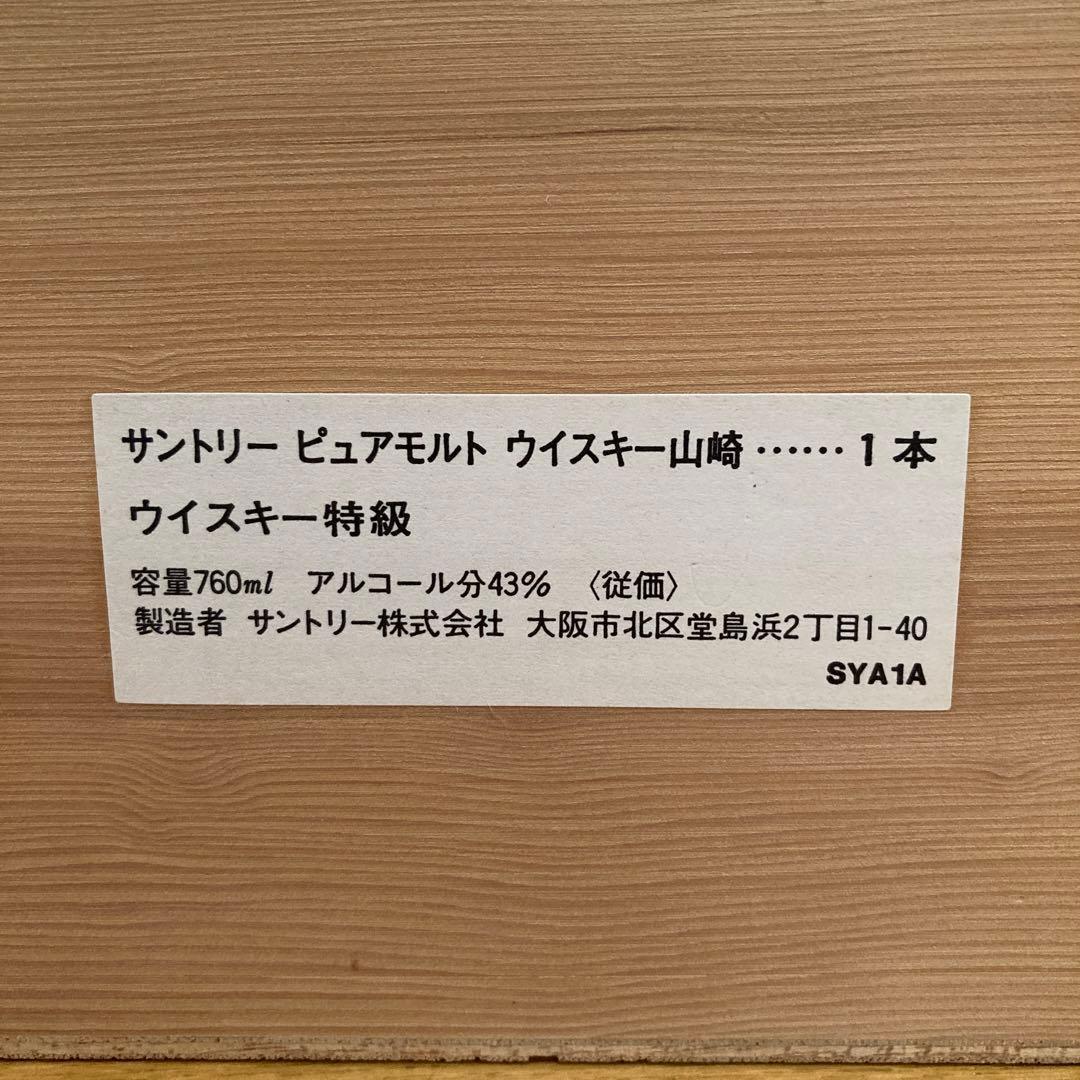 サントリー ピュアモルト ウイスキー山崎……1本
ウイスキー特級
容量760ml アルコール分43% 〈従価〉
製造者 サントリー株式会社 大阪市北区堂島浜2丁目1-40
SYA1A